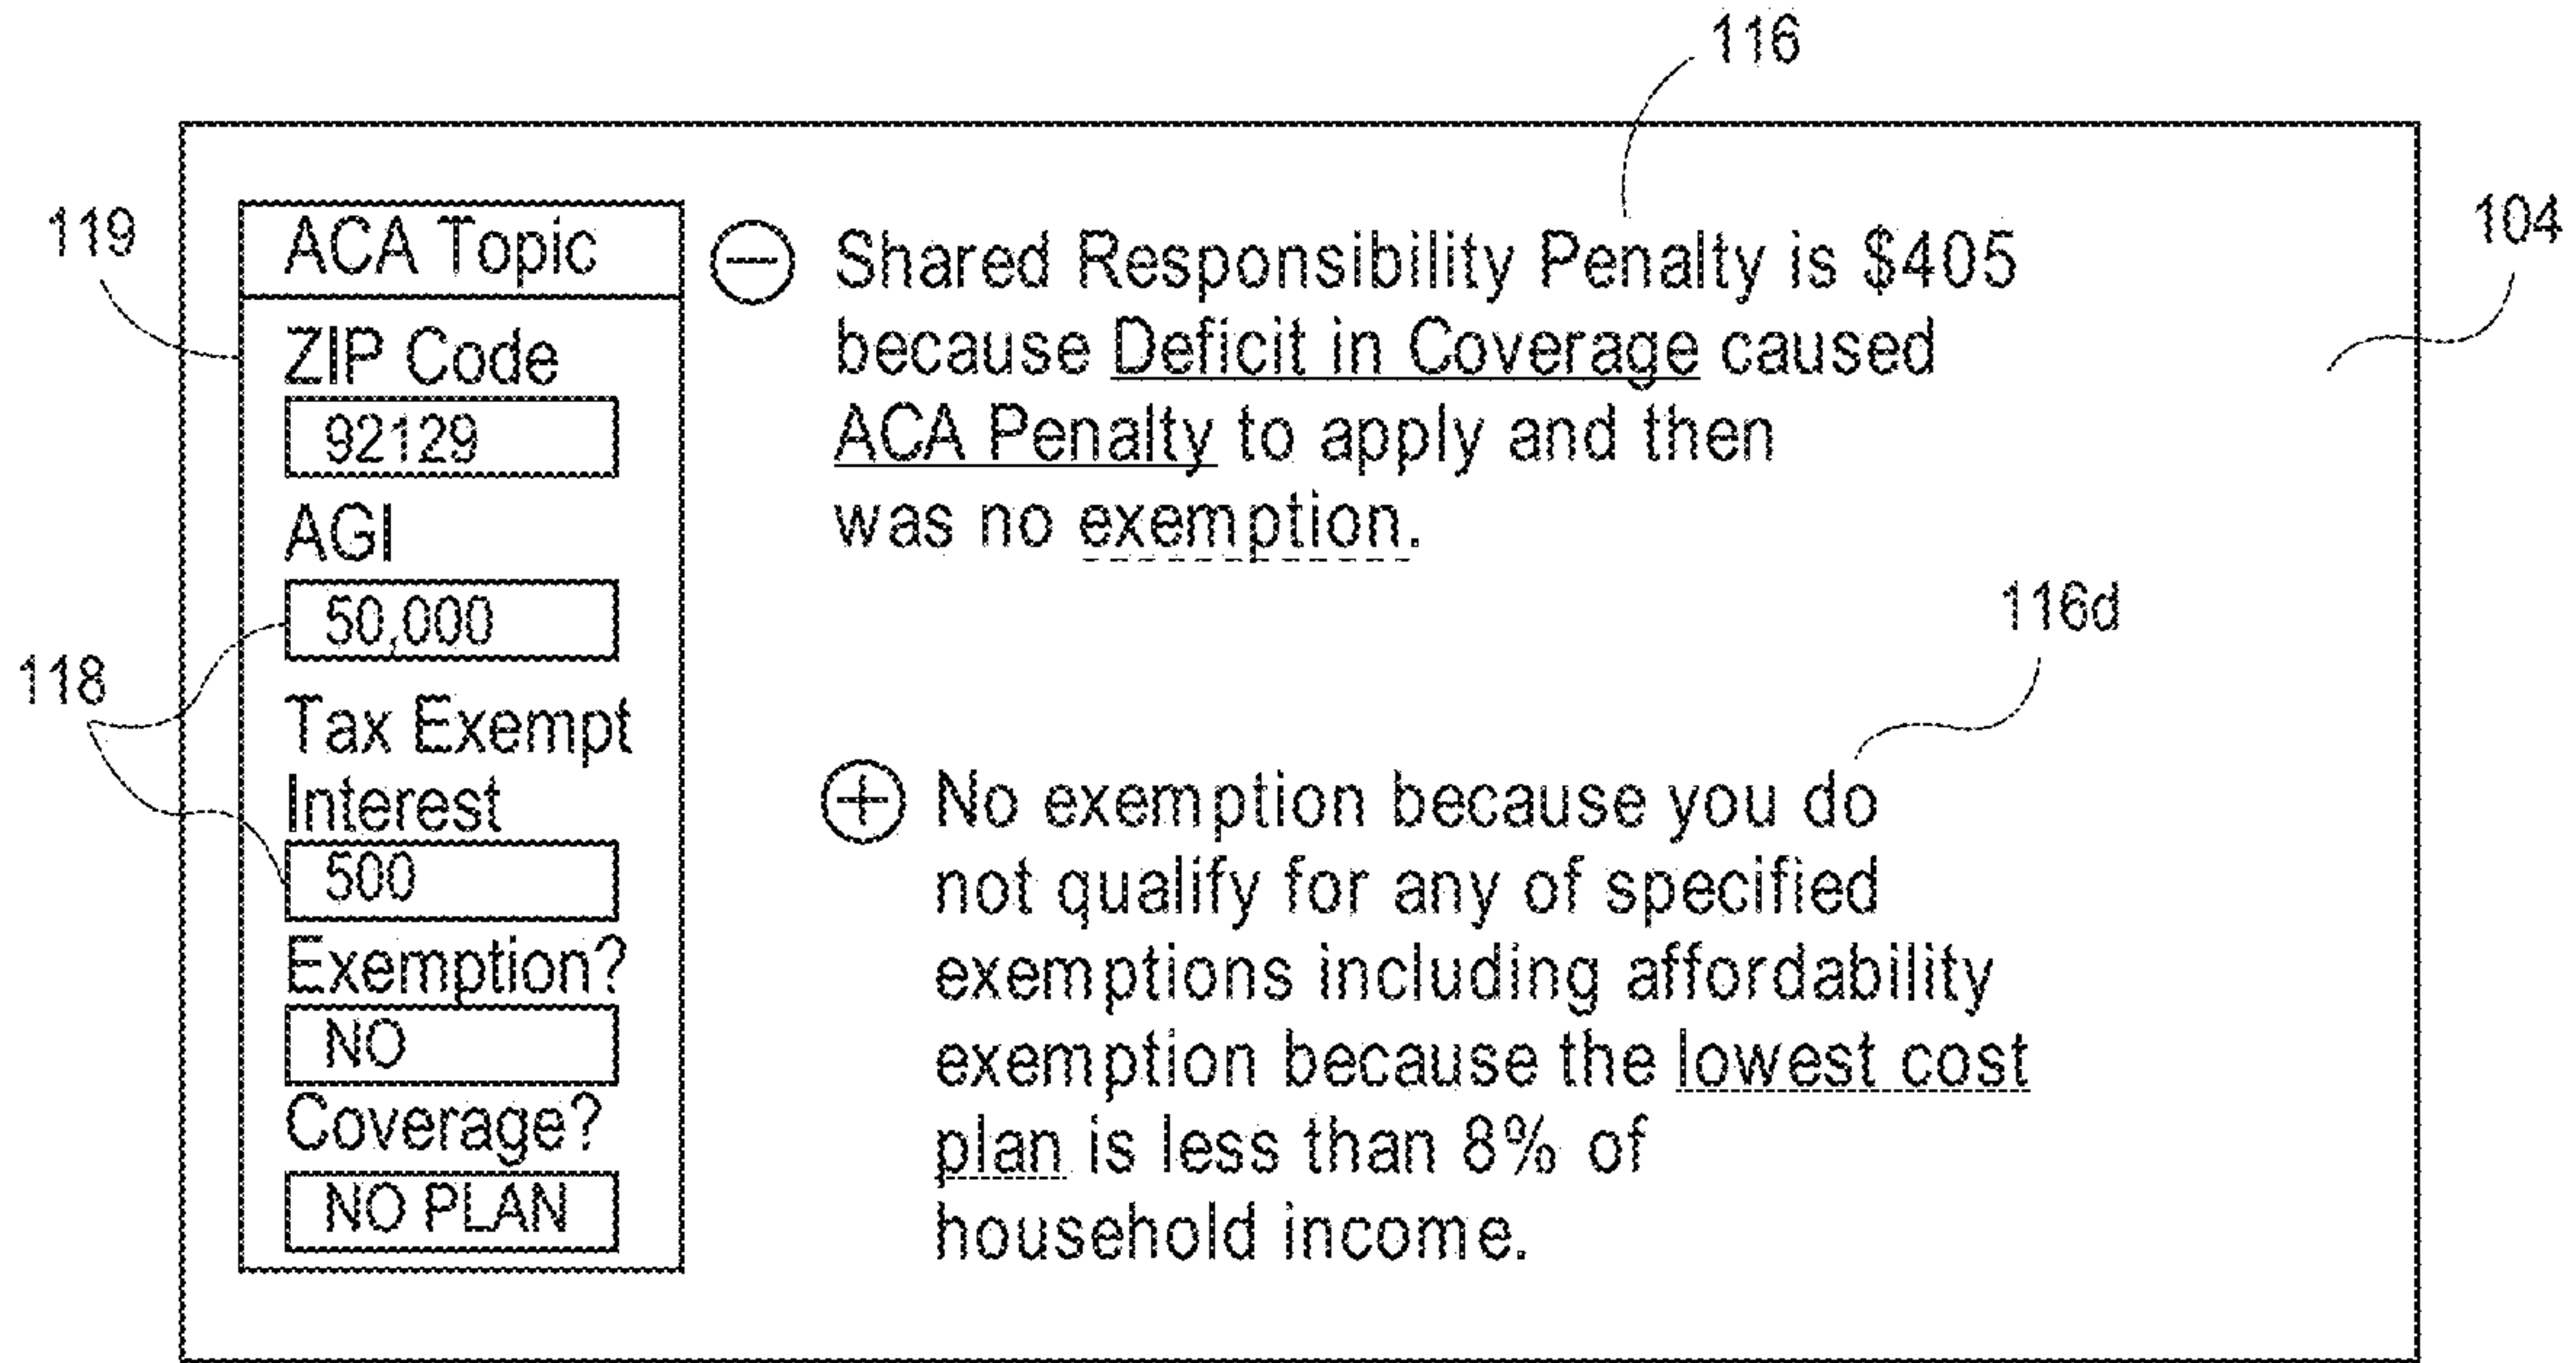 116
119
104
ACA Topic
ZIP Code
92129
AGI
50,000
118
Tax Exempt
Interest
500
Exemption?
NO
Coverage?
NO PLAN
Shared Responsibility Penalty is $405
because Deficit in Coverage caused
ACA Penalty to apply and then
was no exemption.
116d
No exemption because you do
not qualify for any of specified
exemptions including affordability
exemption because the lowest cost
plan is less than 8% of
household income.